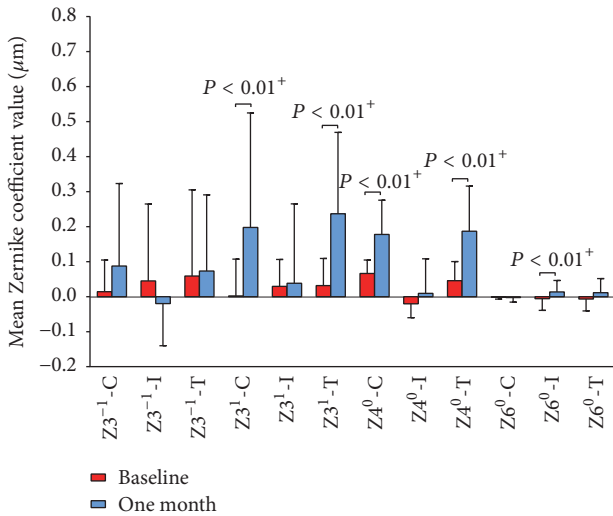 Mean Zernike coefficient value (μm)
0.8
0.7
0.6
0.5
0.4
0.3
0.2
0.1
0.0
−0.1
−0.2
P < 0.01⁺
P < 0.01⁺
P < 0.01⁺
P < 0.01⁺
P < 0.01⁺
Z3⁻¹-C
Z3⁻¹-I
Z3⁻¹-T
Z3¹-C
Z3¹-I
Z3¹-T
Z4⁰-C
Z4⁰-I
Z4⁰-T
Z6⁰-C
Z6⁰-I
Z6⁰-T
Baseline
One month